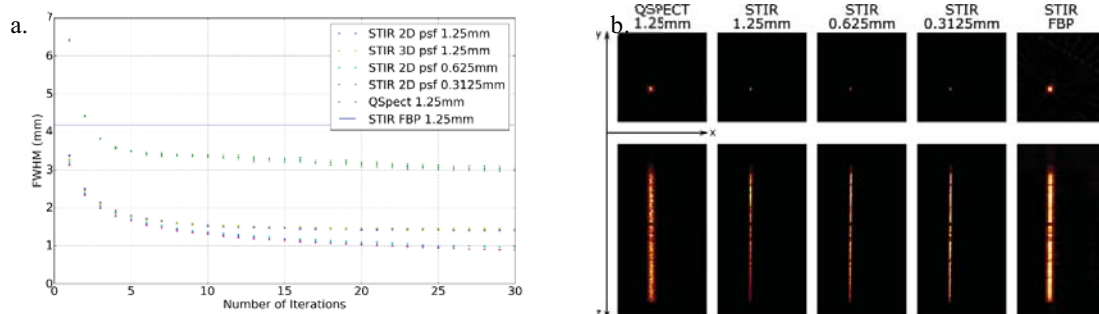 a.
7
6
5
4
3
2
1
0
FWHM (mm)
0 5 10 15 20 25 30
Number of Iterations
STIR 2D psf 1.25mm
STIR 3D psf 1.25mm
STIR 2D psf 0.625mm
STIR 2D psf 0.3125mm
QSpect 1.25mm
STIR FBP 1.25mm
b.
QSPECT STIR STIR STIR STIR
1.25mm 1.25mm 0.625mm 0.3125mm FBP
y
x
z